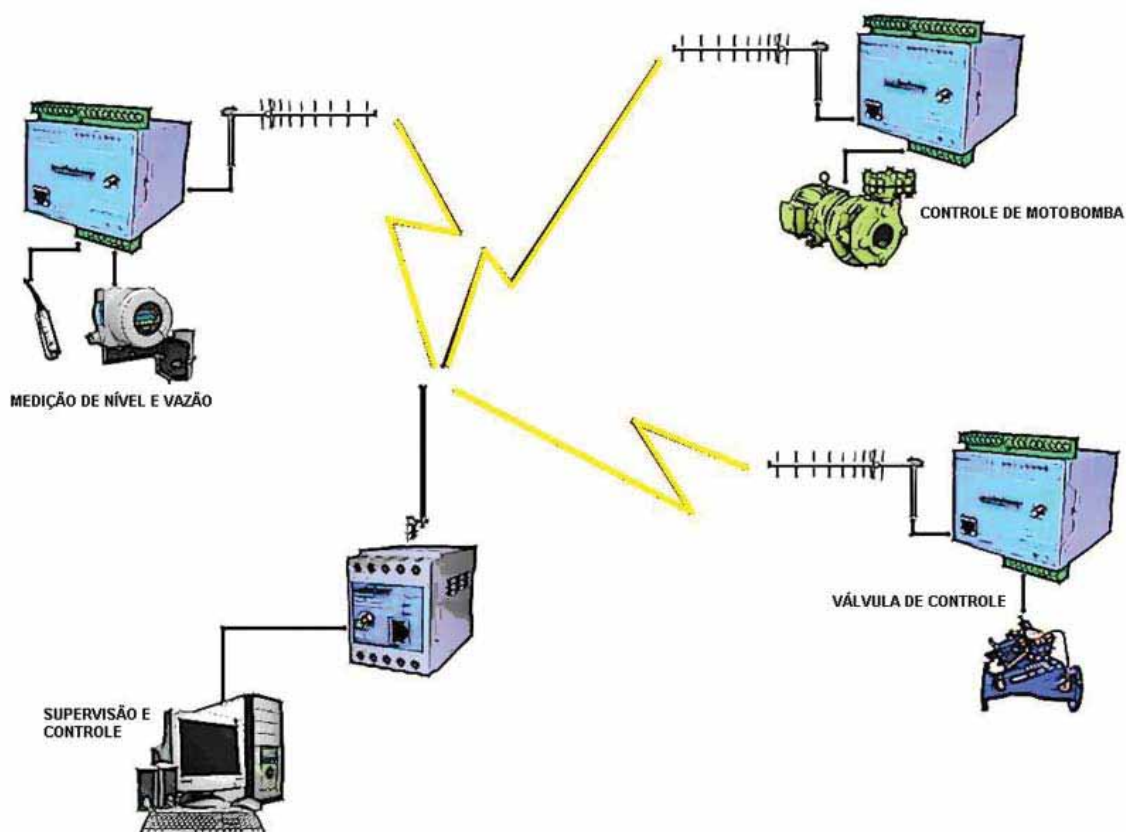 CONTROLE DE MOTOBOMBA
MEDIÇÃO DE NÍVEL E VAZÃO
VÁLVULA DE CONTROLE
SUPERVISÃO E
CONTROLE